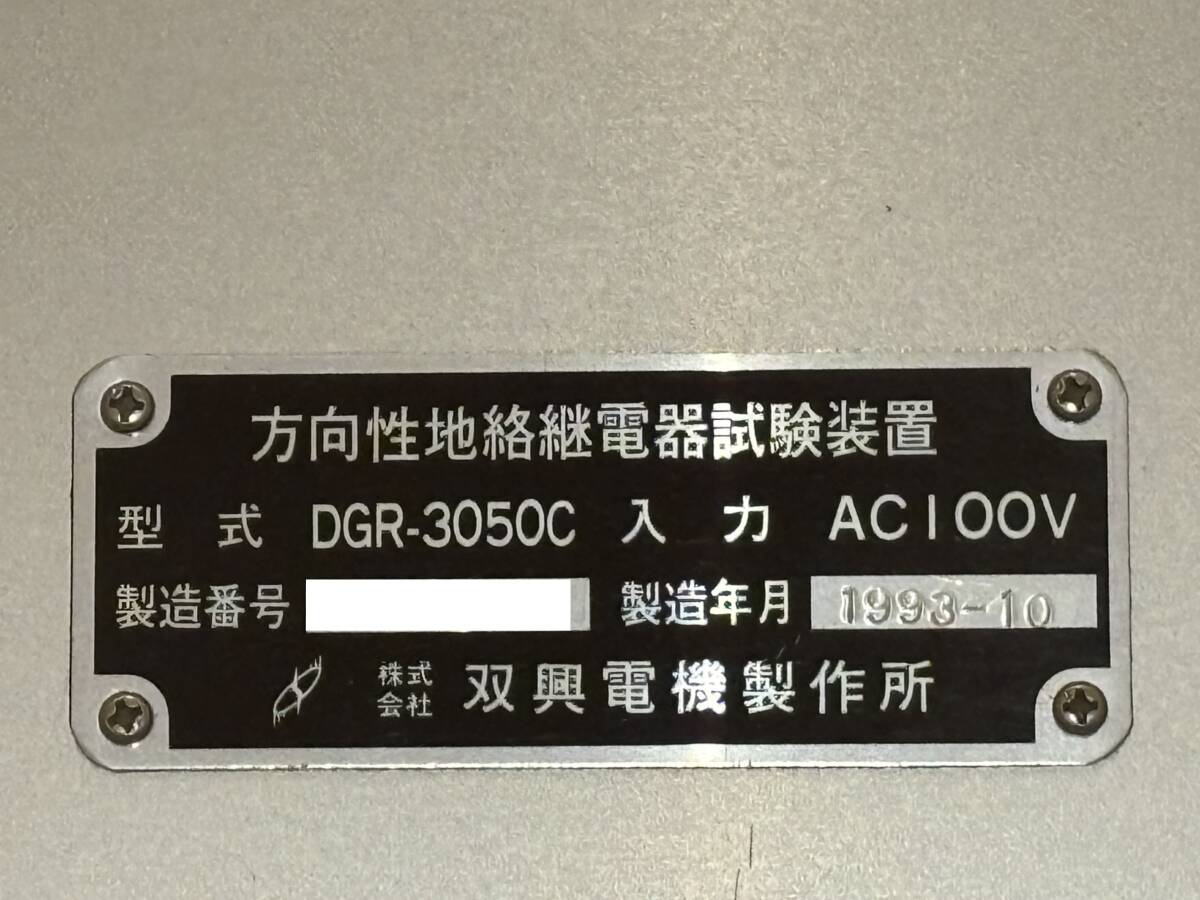 方向性地絡継電器試験装置
型式 DGR-3050C 入力 AC100V
製造番号 製造年月 1993-10
株式会社 双興電機製作所